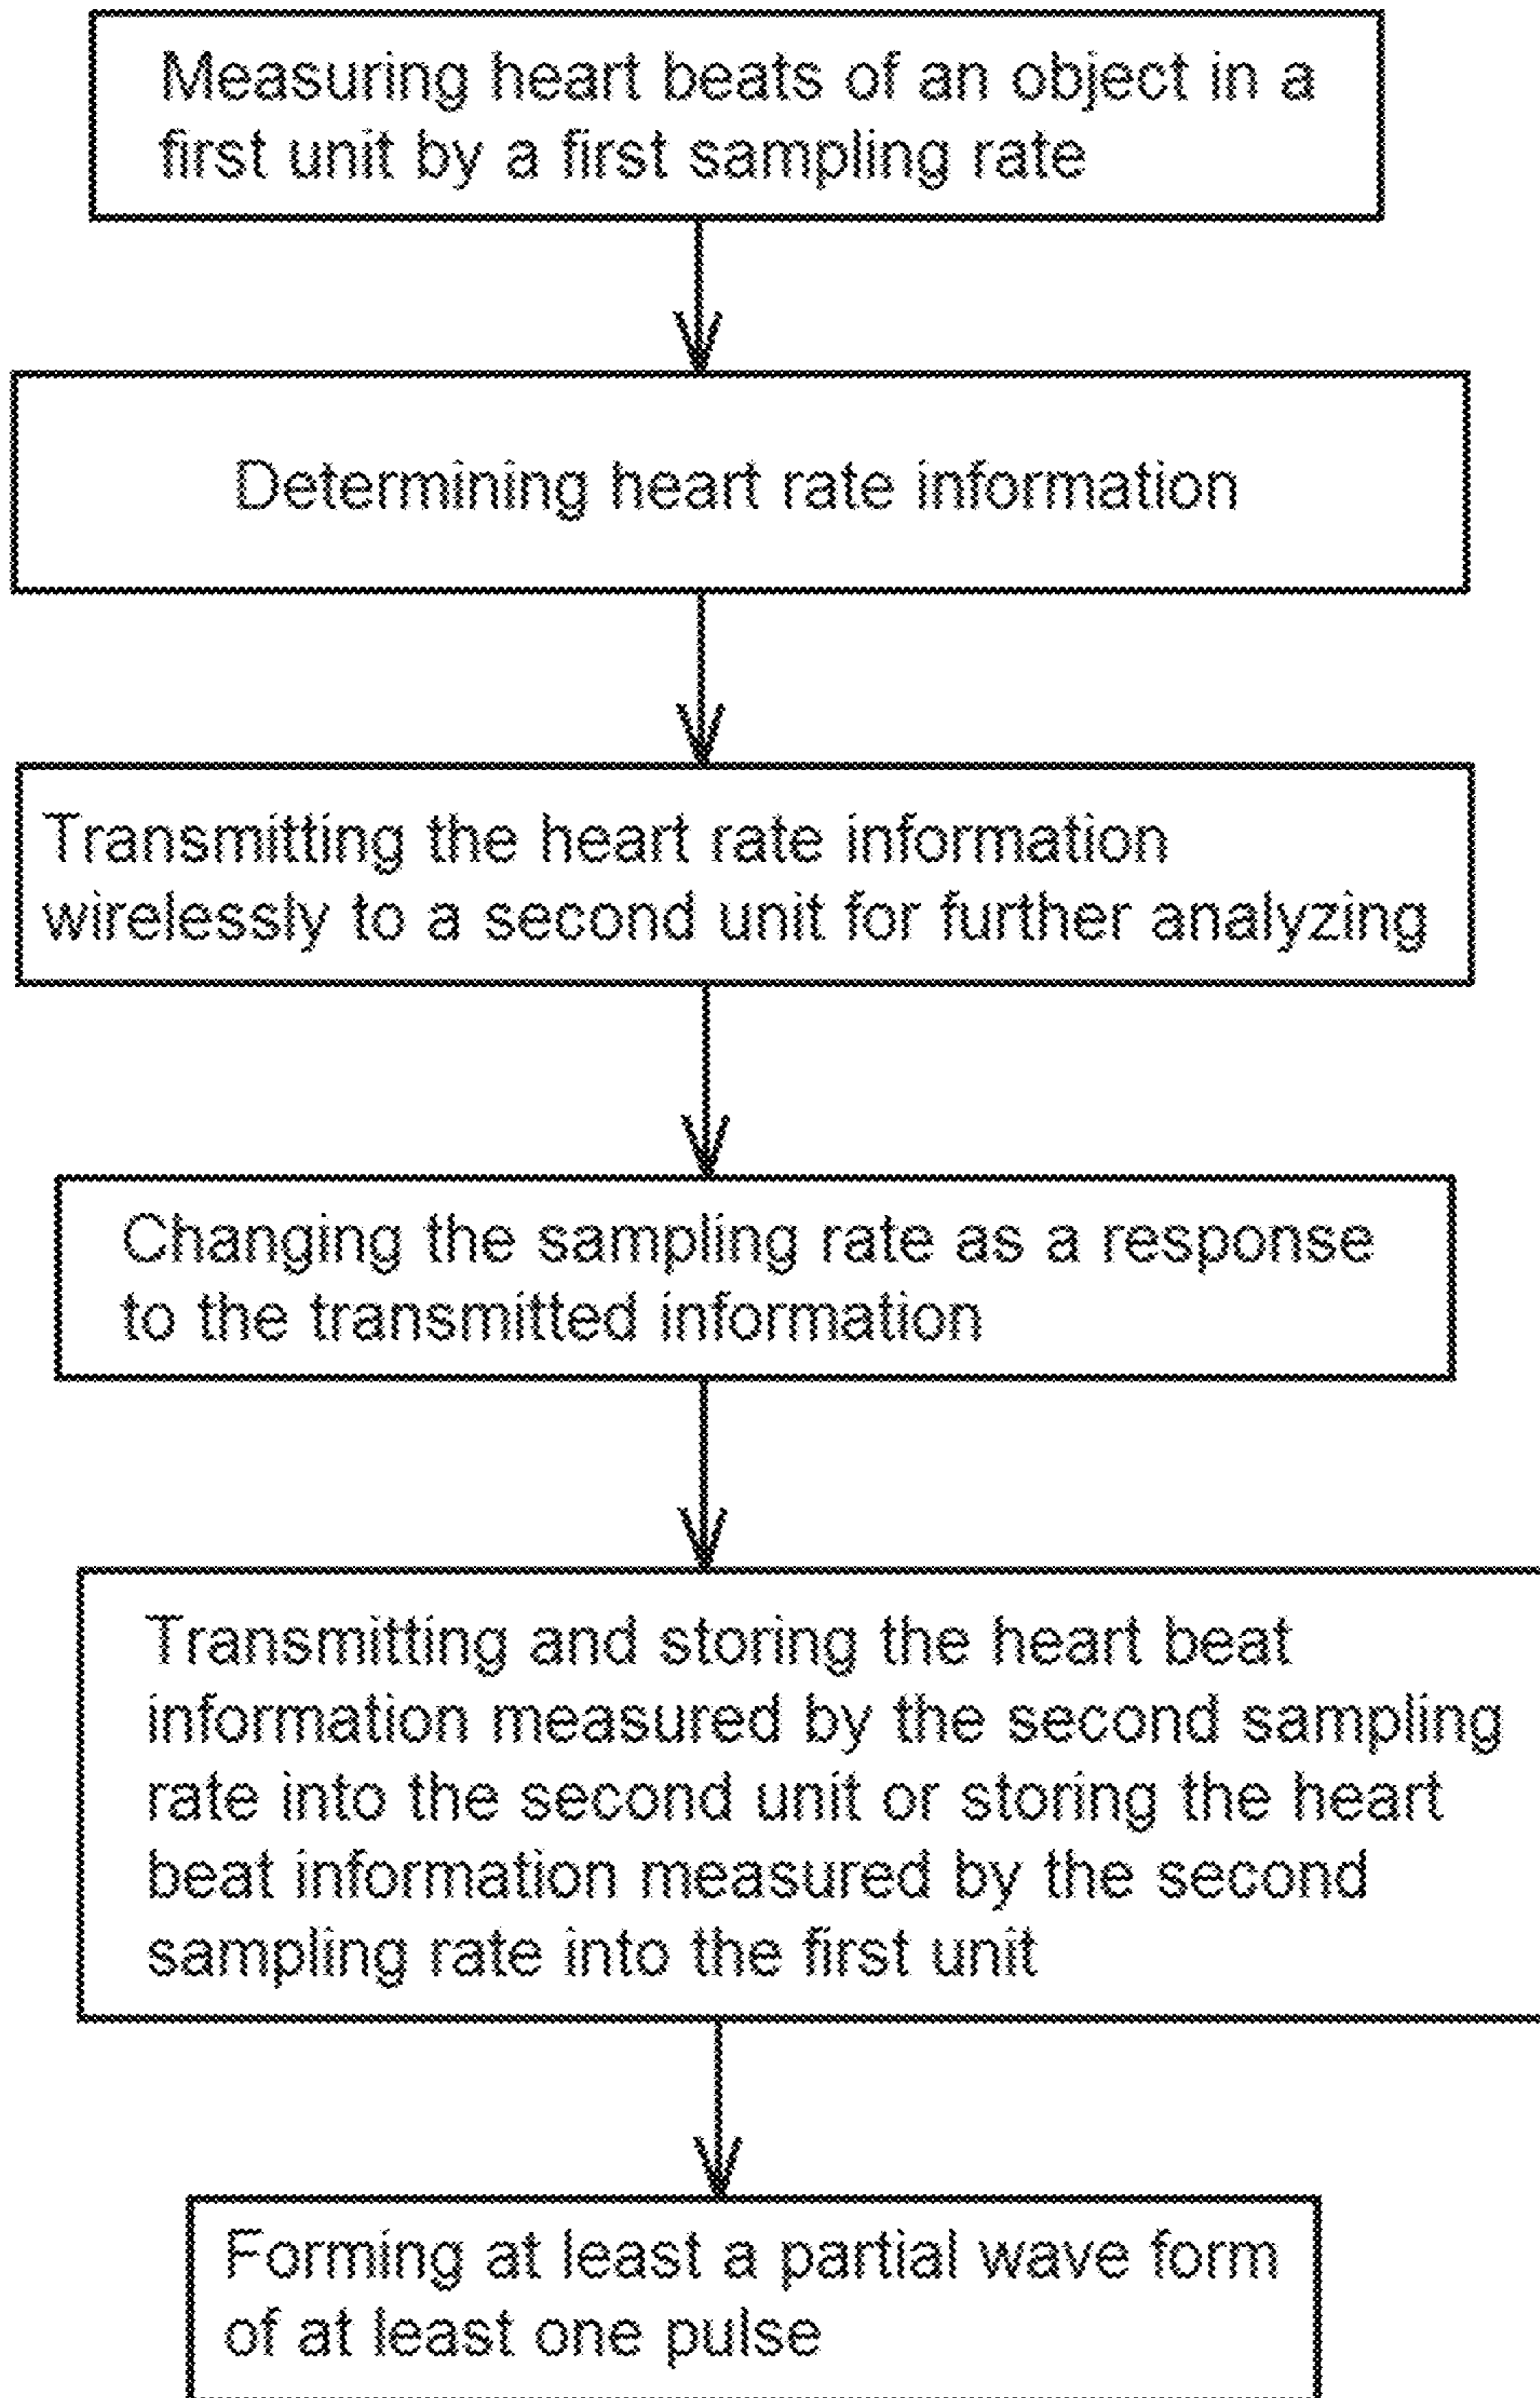 Measuring heart beats of an object in a
first unit by a first sampling rate
Determining heart rate information
Transmitting the heart rate information
wirelessly to a second unit for further analyzing
Changing the sampling rate as a response
to the transmitted information
Transmitting and storing the heart beat
information measured by the second sampling
rate into the second unit or storing the heart
beat information measured by the second
sampling rate into the first unit
Forming at least a partial wave form
of at least one pulse